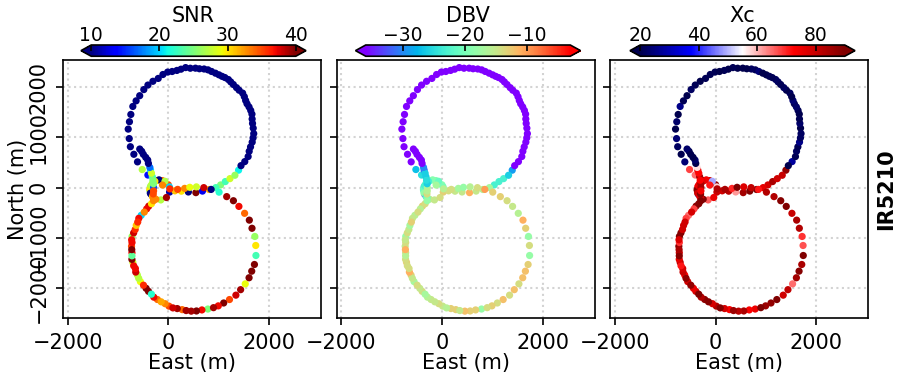 SNR DBV Xc
10 20 30 40 −30 −20 −10 20 40 60 80
2000
1000
0
−1000
−2000
North (m)
−2000 0 2000 −2000 0 2000 −2000 0 2000
East (m) East (m) East (m)
IR5210